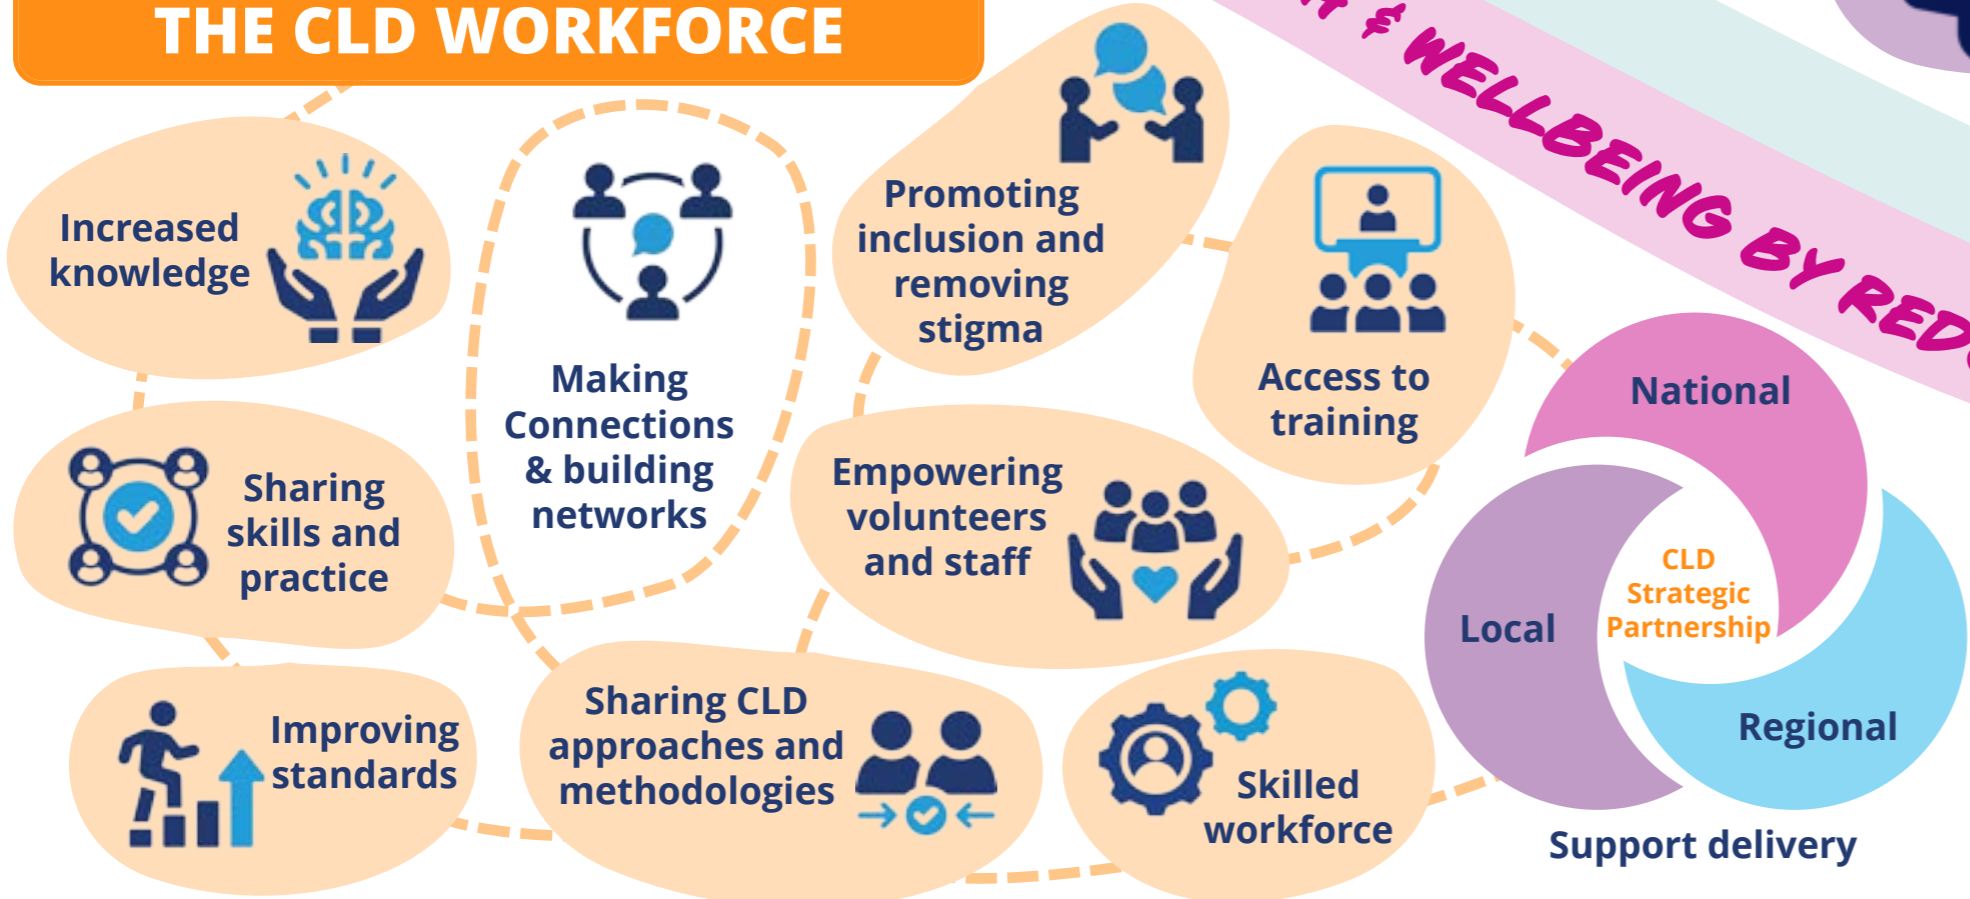 THE CLD WORKFORCE
& WELLBEING BY
Increased
knowledge
Making
Connections
& building
networks
Promoting
inclusion and
removing
stigma
Access to
training
Sharing
skills and
practice
Empowering
volunteers
and staff
Improving
standards
Sharing CLD
approaches and
methodologies
Skilled
workforce
National
CLD
Strategic
Partnership
Local
Regional
Support delivery